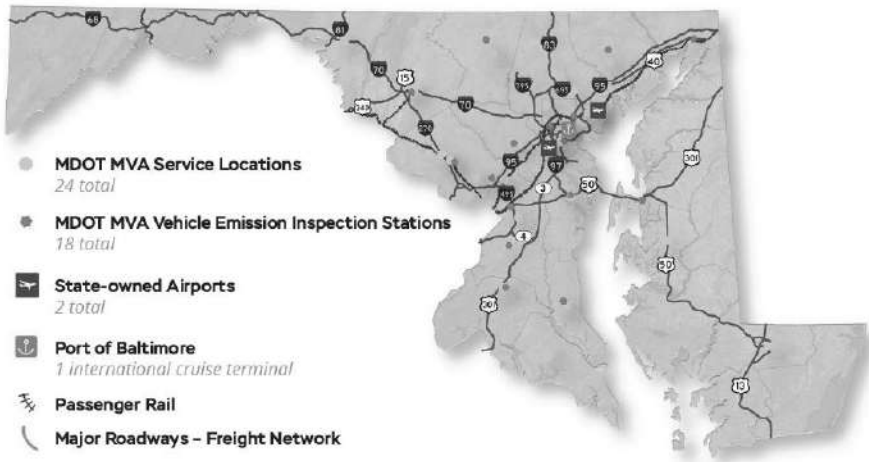 68
81
83
15
70
40
95
795
695
70
340
270
301
95
97
495
3
50
4
50
301
13
MDOT MVA Service Locations
24 total
MDOT MVA Vehicle Emission Inspection Stations
18 total
State-owned Airports
2 total
Port of Baltimore
1 international cruise terminal
Passenger Rail
Major Roadways – Freight Network